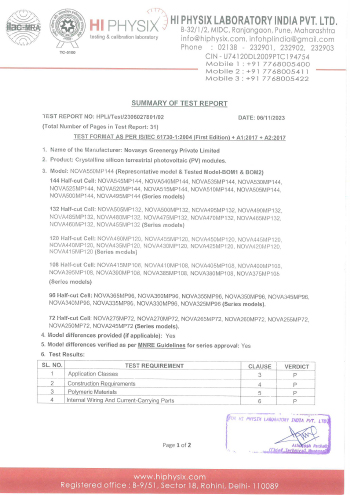 ilac-MRA
TC-5100
HI PHYSIX
testing & calibration laboratory
HI PHYSIX LABORATORY INDIA PVT. LTD.
B-32/1/2, MIDC, Ranjangaon, Pune, Maharashtra
info@hiphysix.com. infohplindia@gmail.com
Phone : 02138 - 232901, 232902, 232903
CIN - U74120DL2009PTC194754
Mobile 1 : +91 7768005400
Mobile 2 : +91 7768005411
Mobile 3 : +91 7768005422
SUMMARY OF TEST REPORT
TEST REPORT NO: HPLI/Test/2306027801/02 DATE: 06/11/2023
(Total Number of Pages in Test Report: 31)
TEST FORMAT AS PER IS/IEC 61730-1:2004 (First Edition) + A1:2017 + A2:2017
1. Name of the Manufacturer: Novasys Greenergy Private Limited
2. Product: Crystalline silicon terrestrial photovoltaic (PV) modules.
3. Model: NOVA550MP144 (Representative model & Tested Model-BOM1 & BOM2)
144 Half-cut Cell: NOVA545MP144, NOVA540MP144, NOVA535MP144, NOVA530MP144,
NOVA525MP144, NOVA520MP144, NOVA515MP144, NOVA510MP144, NOVA505MP144,
NOVA500MP144, NOVA495MP144 (Series models)
132 Half-cut Cell: NOVA505MP132, NOVA500MP132, NOVA495MP132, NOVA490MP132,
NOVA485MP132, NOVA480MP132, NOVA475MP132, NOVA470MP132, NOVA465MP132,
NOVA460MP132, NOVA455MP132 (Series models)
120 Half-cut Cell: NOVA460MP120, NOVA455MP120, NOVA450MP120, NOVA445MP120,
NOVA440MP120, NOVA435MP120, NOVA430MP120, NOVA425MP120, NOVA420MP120,
NOVA415MP120 (Series models)
108 Half-cut Cell: NOVA415MP108, NOVA410MP108, NOVA405MP108, NOVA400MP108,
NOVA395MP108, NOVA390MP108, NOVA385MP108, NOVA380MP108, NOVA375MP108
(Series models)
96 Half-cut Cell: NOVA365MP96, NOVA360MP96, NOVA355MP96, NOVA350MP96, NOVA345MP96,
NOVA340MP96, NOVA335MP96, NOVA330MP96, NOVA325MP96 (Series models).
72 Half-cut Cell: NOVA275MP72, NOVA270MP72, NOVA265MP72, NOVA260MP72, NOVA255MP72,
NOVA250MP72, NOVA245MP72 (Series models).
4. Model differences provided (if applicable): Yes
5. Model differences verified as per MNRE Guidelines for series approval: Yes
6. Test Results:
SL. NO. TEST REQUIREMENT CLAUSE VERDICT
1 Application Classes 3 P
2 Construction Requirements 4 P
3 Polymeric Materials 5 P
4 Internal Wiring And Current-Carrying Parts 6 P
FOR HI PHYSIX LABORATORY INDIA PVT. LTD.
(Chief Technical Manager)
Page 1 of 2
www.hiphysix.com
Registered office : B-9/51, Sector 18, Rohini, Delhi- 110089